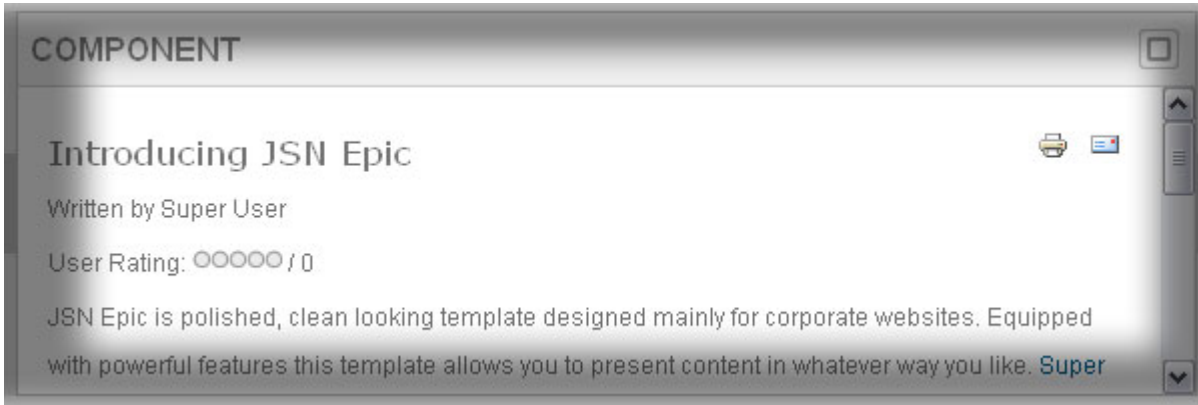 COMPONENT
Introducing JSN Epic
Written by Super User
User Rating: / 0
JSN Epic is polished, clean looking template designed mainly for corporate websites. Equipped
with powerful features this template allows you to present content in whatever way you like. Super